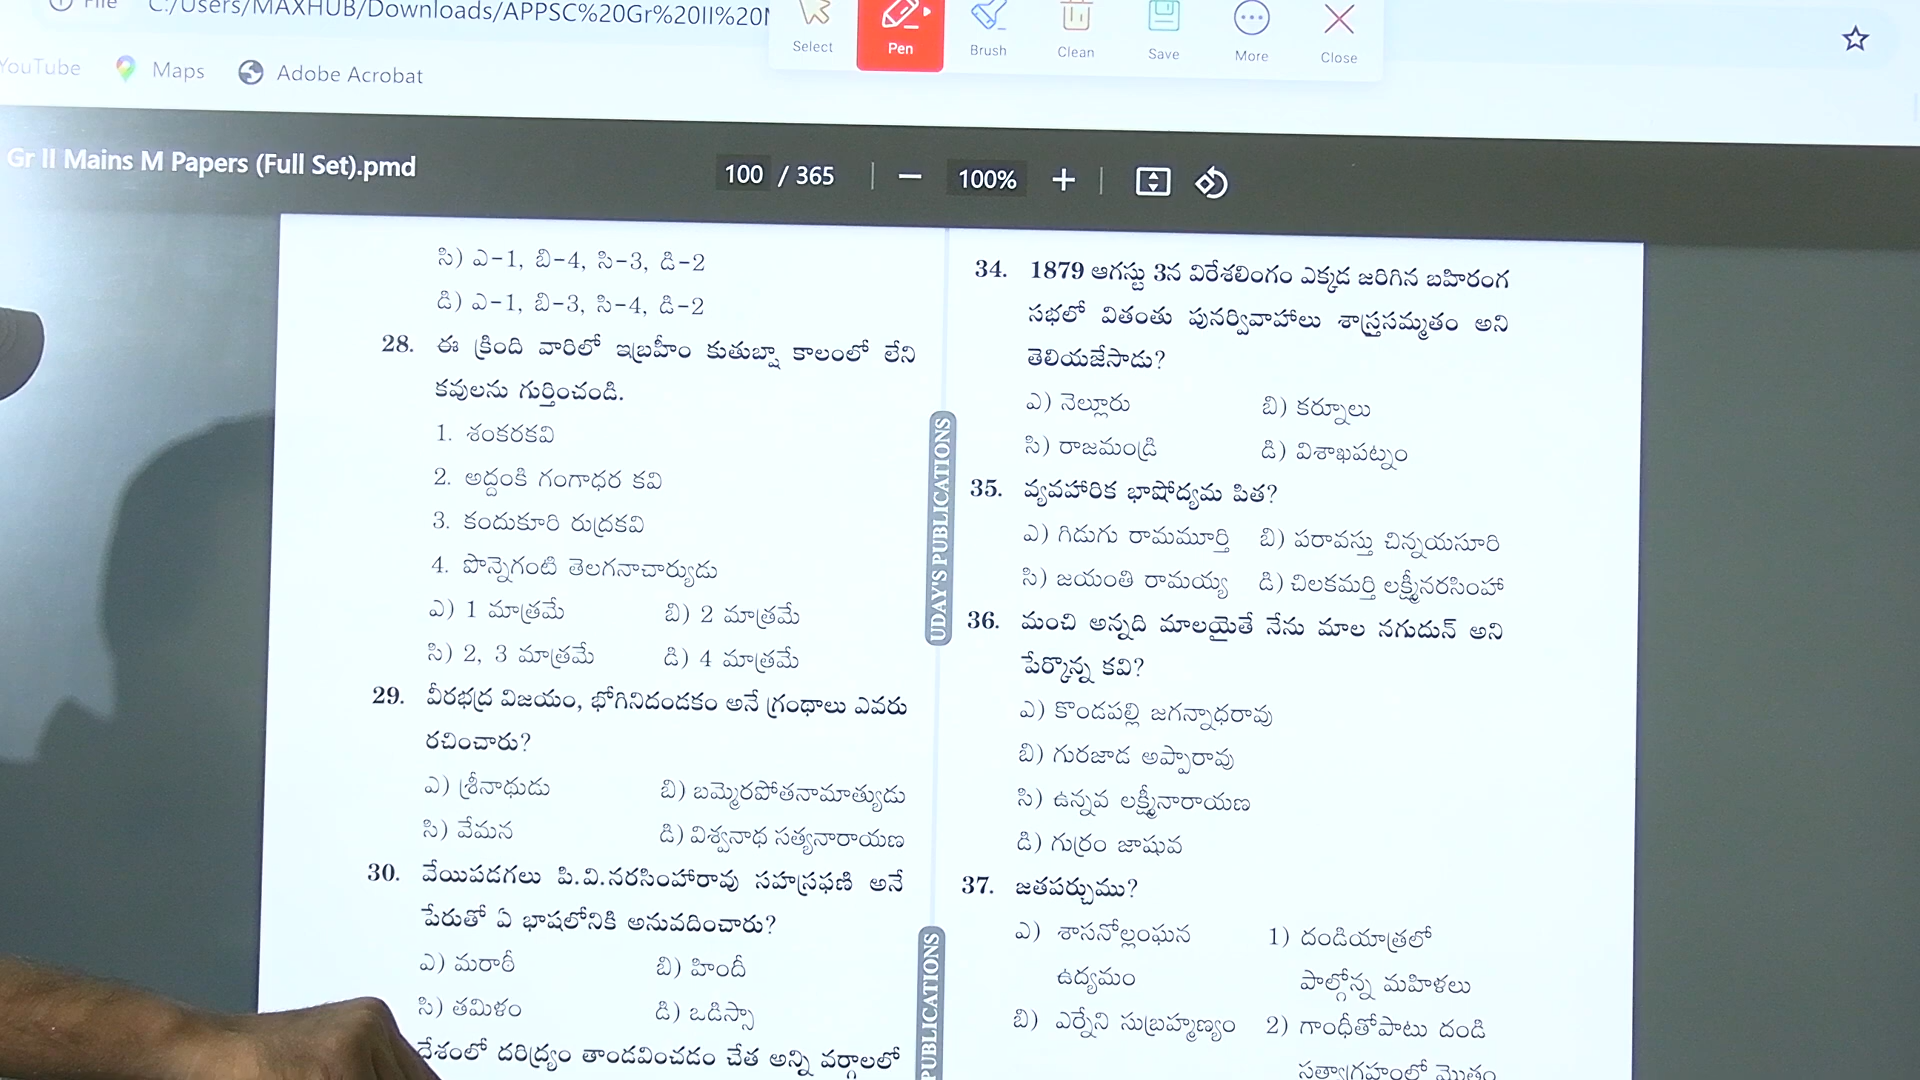 File
C:/Users/MAXHUB/Downloads/APPSC%20Gr%20II%20
Select
Pen
Brush
Clean
Save
More
Close
YouTube
Maps
Adobe Acrobat
Gr II Mains M Papers (Full Set).pmd
100 / 365
100%
సి) ఎ-1, బి-4, సి-3, డి-2
డి) ఎ-1, బి-3, సి-4, డి-2
28. ఈ క్రింది వారిలో ఇబ్రహీం కుతుబ్షా కాలంలో లేని
కవులను గుర్తించండి.
1. శంకరకవి
2. అద్దంకి గంగాధర కవి
3. కందుకూరి రుద్రకవి
4. పొన్నెగంటి తెలగనాచార్యుడు
ఎ) 1 మాత్రమే బి) 2 మాత్రమే
సి) 2, 3 మాత్రమే డి) 4 మాత్రమే
29. వీరభద్ర విజయం, భోగినిదండకం అనే గ్రంథాలు ఎవరు
రచించారు?
ఎ) శ్రీనాథుడు బి) బమ్మెరపోతనామాత్యుడు
సి) వేమన డి) విశ్వనాథ సత్యనారాయణ
30. వేయిపడగలు పి.వి.నరసింహారావు సహస్రఫణి అనే
పేరుతో ఏ భాషలోనికి అనువదించారు?
ఎ) మరాఠీ బి) హిందీ
సి) తమిళం డి) ఒడిస్సా
దేశంలో దరిద్ర్యం తాండవించడం చేత అన్ని వర్గాలలో
UDAY'S PUBLICATIONS
PUBLICATIONS
34. 1879 ఆగస్టు 3న విరేశలింగం ఎక్కడ జరిగిన బహిరంగ
సభలో వితంతు పునర్వివాహాలు శాస్త్రసమ్మతం అని
తెలియజేసాడు?
ఎ) నెల్లూరు బి) కర్నూలు
సి) రాజమండ్రి డి) విశాఖపట్నం
35. వ్యవహారిక భాషోద్యమ పిత?
ఎ) గిడుగు రామమూర్తి బి) పరావస్తు చిన్నయసూరి
సి) జయంతి రామయ్య డి) చిలకమర్తి లక్ష్మీనరసింహా
36. మంచి అన్నది మాలయైతే నేను మాల నగుదున్ అని
పేర్కొన్న కవి?
ఎ) కొండపల్లి జగన్నాధరావు
బి) గురజాడ అప్పారావు
సి) ఉన్నవ లక్ష్మీనారాయణ
డి) గుర్రం జాషువ
37. జతపర్చుము?
ఎ) శాసనోల్లంఘన 1) దండియాత్రలో
ఉద్యమం పాల్గోన్న మహిళలు
బి) ఎర్నేని సుబ్రహ్మణ్యం 2) గాంధీతోపాటు దండి
సత్యాగ్రహంలో మొత్తం